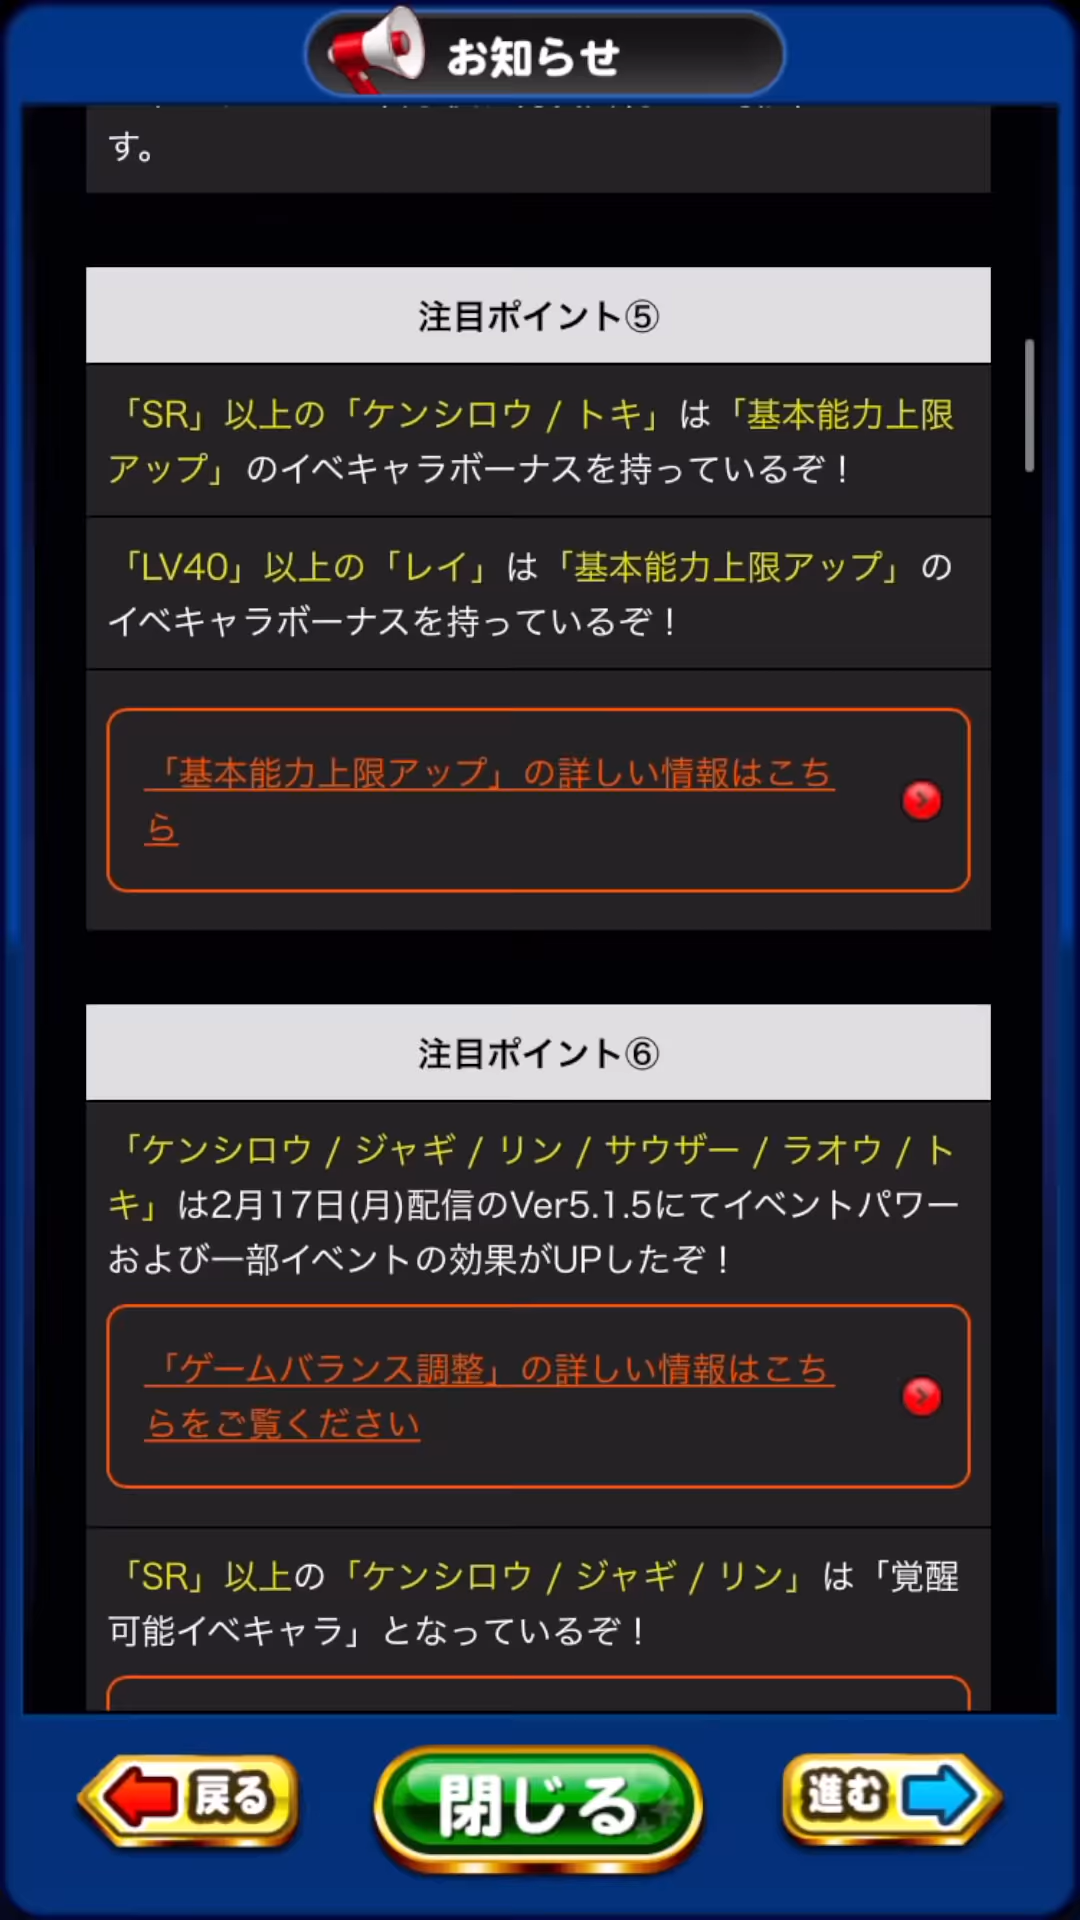 お知らせ
す。
注目ポイント⑤
「SR」以上の「ケンシロウ / トキ」は「基本能力上限
アップ」のイベキャラボーナスを持っているぞ！
「LV40」以上の「レイ」は「基本能力上限アップ」の
イベキャラボーナスを持っているぞ！
「基本能力上限アップ」の詳しい情報はこち
ら
注目ポイント⑥
「ケンシロウ / ジャギ / リン / サウザー / ラオウ / ト
キ」は2月17日(月)配信のVer5.1.5にてイベントパワー
および一部イベントの効果がUPしたぞ！
「ゲームバランス調整」の詳しい情報はこち
らをご覧ください
「SR」以上の「ケンシロウ / ジャギ / リン」は「覚醒
可能イベキャラ」となっているぞ！
戻る
閉じる
進む